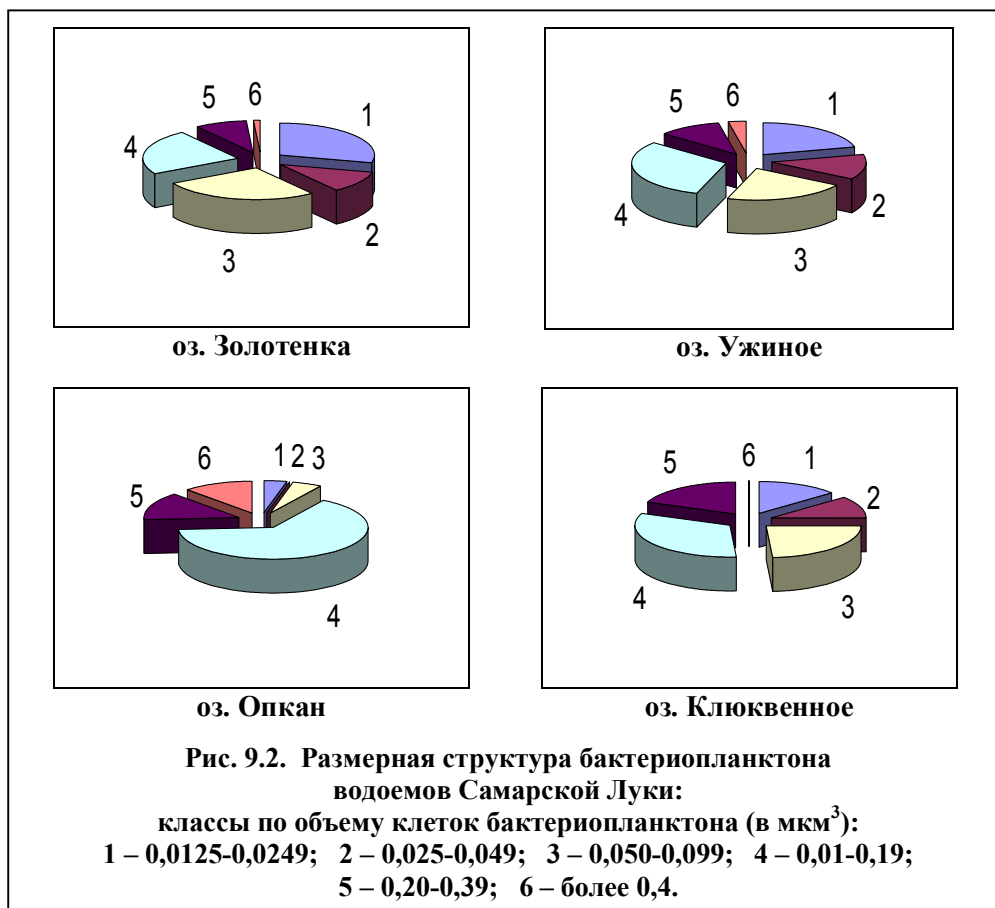 6
5
1
4
2
3
оз. Золотенка
6
5
1
4
2
3
оз. Ужиное
6
1
2
3
5
4
оз. Опкан
5
6
1
2
4
3
оз. Клюквенное
Рис. 9.2. Размерная структура бактериопланктона
водоемов Самарской Луки:
классы по объему клеток бактериопланктона (в мкм³):
1 – 0,0125-0,0249; 2 – 0,025-0,049; 3 – 0,050-0,099; 4 – 0,01-0,19;
5 – 0,20-0,39; 6 – более 0,4.